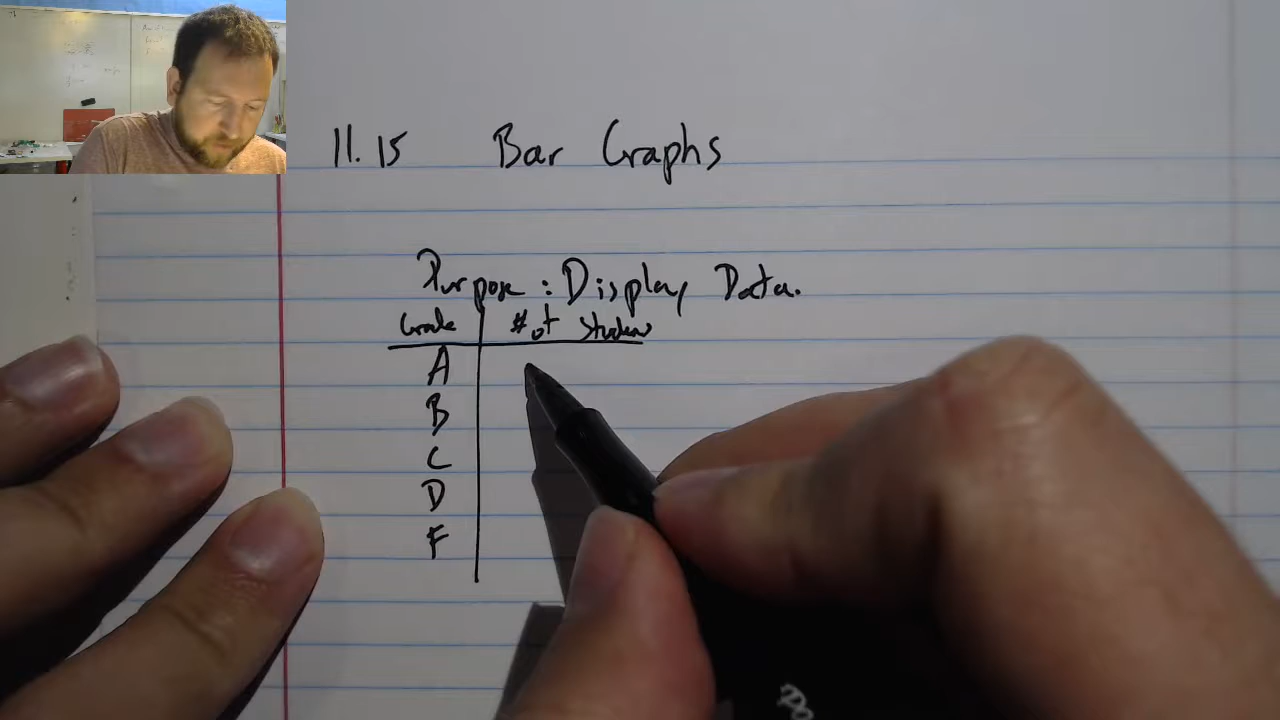 11.15 Bar Graphs
Purpose: Display Data.
Grade # of Students
A
B
C
D
F